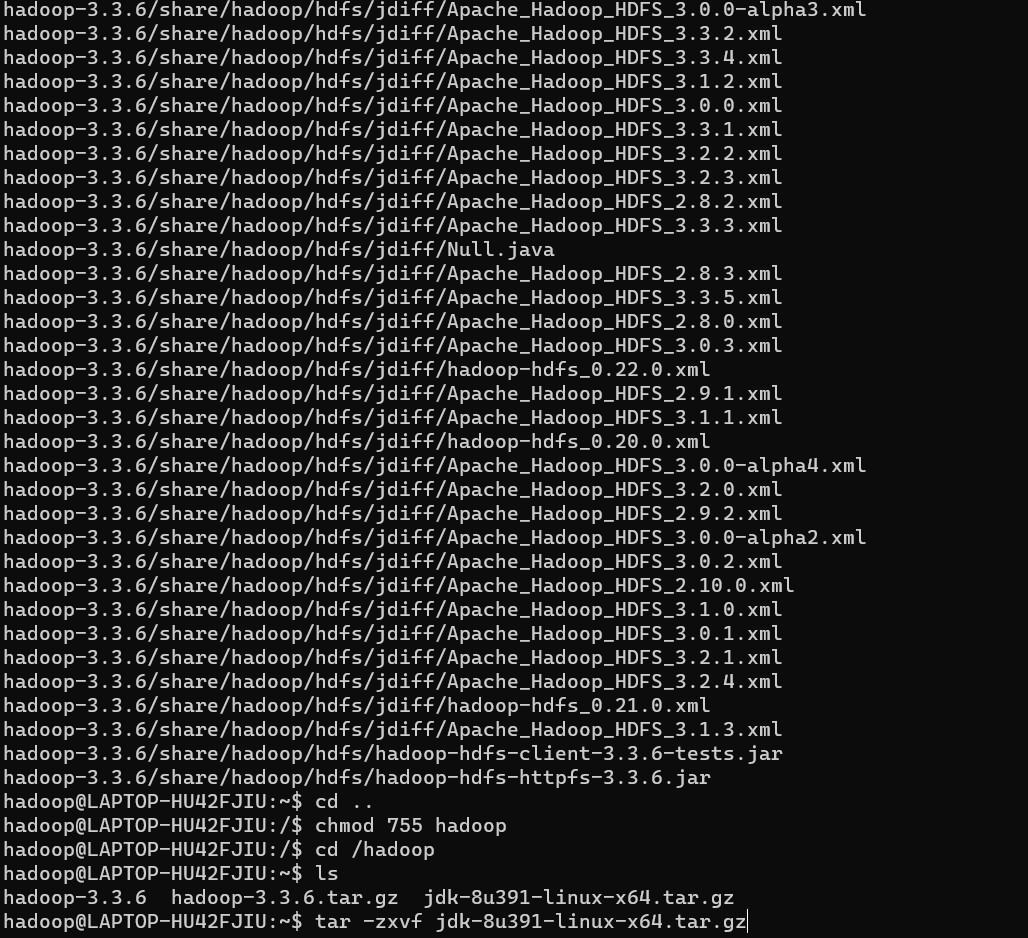 hadoop-3.3.6/share/hadoop/hdfs/jdiff/Apache_Hadoop_HDFS_3.0.0-alpha3.xml
hadoop-3.3.6/share/hadoop/hdfs/jdiff/Apache_Hadoop_HDFS_3.3.2.xml
hadoop-3.3.6/share/hadoop/hdfs/jdiff/Apache_Hadoop_HDFS_3.3.4.xml
hadoop-3.3.6/share/hadoop/hdfs/jdiff/Apache_Hadoop_HDFS_3.1.2.xml
hadoop-3.3.6/share/hadoop/hdfs/jdiff/Apache_Hadoop_HDFS_3.0.0.xml
hadoop-3.3.6/share/hadoop/hdfs/jdiff/Apache_Hadoop_HDFS_3.3.1.xml
hadoop-3.3.6/share/hadoop/hdfs/jdiff/Apache_Hadoop_HDFS_3.2.2.xml
hadoop-3.3.6/share/hadoop/hdfs/jdiff/Apache_Hadoop_HDFS_3.2.3.xml
hadoop-3.3.6/share/hadoop/hdfs/jdiff/Apache_Hadoop_HDFS_2.8.2.xml
hadoop-3.3.6/share/hadoop/hdfs/jdiff/Apache_Hadoop_HDFS_3.3.3.xml
hadoop-3.3.6/share/hadoop/hdfs/jdiff/Null.java
hadoop-3.3.6/share/hadoop/hdfs/jdiff/Apache_Hadoop_HDFS_2.8.3.xml
hadoop-3.3.6/share/hadoop/hdfs/jdiff/Apache_Hadoop_HDFS_3.3.5.xml
hadoop-3.3.6/share/hadoop/hdfs/jdiff/Apache_Hadoop_HDFS_2.8.0.xml
hadoop-3.3.6/share/hadoop/hdfs/jdiff/Apache_Hadoop_HDFS_3.0.3.xml
hadoop-3.3.6/share/hadoop/hdfs/jdiff/hadoop-hdfs_0.22.0.xml
hadoop-3.3.6/share/hadoop/hdfs/jdiff/Apache_Hadoop_HDFS_2.9.1.xml
hadoop-3.3.6/share/hadoop/hdfs/jdiff/Apache_Hadoop_HDFS_3.1.1.xml
hadoop-3.3.6/share/hadoop/hdfs/jdiff/hadoop-hdfs_0.20.0.xml
hadoop-3.3.6/share/hadoop/hdfs/jdiff/Apache_Hadoop_HDFS_3.0.0-alpha4.xml
hadoop-3.3.6/share/hadoop/hdfs/jdiff/Apache_Hadoop_HDFS_3.2.0.xml
hadoop-3.3.6/share/hadoop/hdfs/jdiff/Apache_Hadoop_HDFS_2.9.2.xml
hadoop-3.3.6/share/hadoop/hdfs/jdiff/Apache_Hadoop_HDFS_3.0.0-alpha2.xml
hadoop-3.3.6/share/hadoop/hdfs/jdiff/Apache_Hadoop_HDFS_3.0.2.xml
hadoop-3.3.6/share/hadoop/hdfs/jdiff/Apache_Hadoop_HDFS_2.10.0.xml
hadoop-3.3.6/share/hadoop/hdfs/jdiff/Apache_Hadoop_HDFS_3.1.0.xml
hadoop-3.3.6/share/hadoop/hdfs/jdiff/Apache_Hadoop_HDFS_3.0.1.xml
hadoop-3.3.6/share/hadoop/hdfs/jdiff/Apache_Hadoop_HDFS_3.2.1.xml
hadoop-3.3.6/share/hadoop/hdfs/jdiff/Apache_Hadoop_HDFS_3.2.4.xml
hadoop-3.3.6/share/hadoop/hdfs/jdiff/hadoop-hdfs_0.21.0.xml
hadoop-3.3.6/share/hadoop/hdfs/jdiff/Apache_Hadoop_HDFS_3.1.3.xml
hadoop-3.3.6/share/hadoop/hdfs/hadoop-hdfs-client-3.3.6-tests.jar
hadoop-3.3.6/share/hadoop/hdfs/hadoop-hdfs-httpfs-3.3.6.jar
hadoop@LAPTOP-HU42FJIU:~$ cd ..
hadoop@LAPTOP-HU42FJIU:/$ chmod 755 hadoop
hadoop@LAPTOP-HU42FJIU:/$ cd /hadoop
hadoop@LAPTOP-HU42FJIU:~$ ls
hadoop-3.3.6  hadoop-3.3.6.tar.gz  jdk-8u391-linux-x64.tar.gz
hadoop@LAPTOP-HU42FJIU:~$ tar -zxvf jdk-8u391-linux-x64.tar.gz